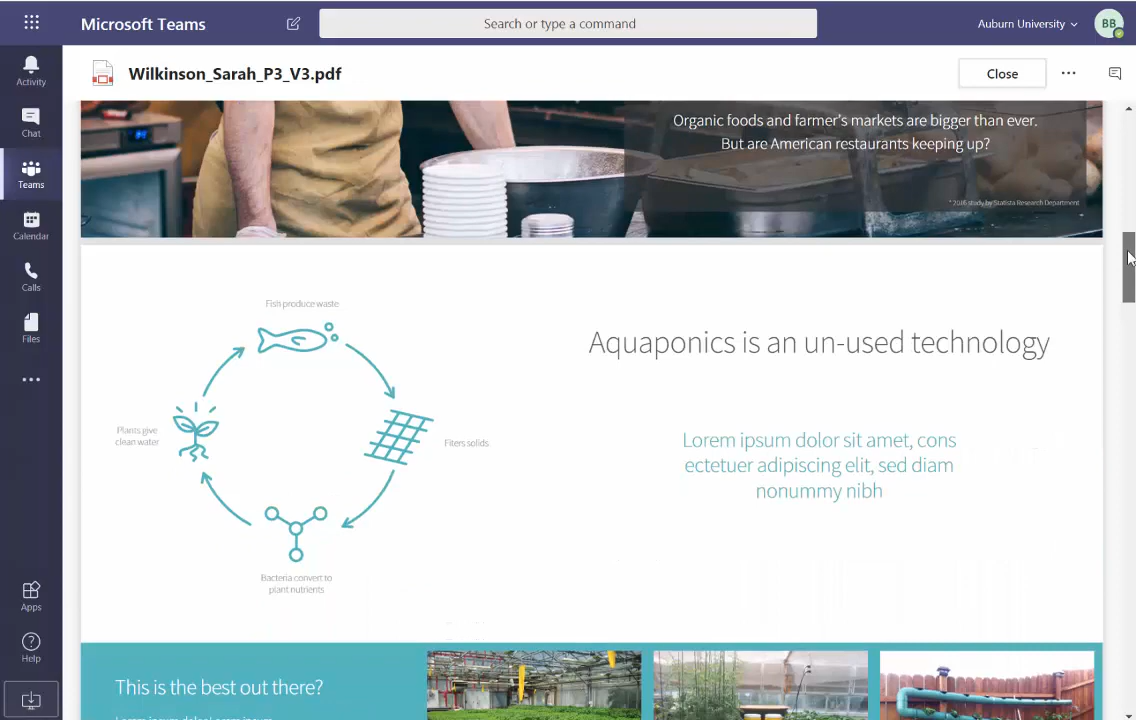 Microsoft Teams
Search or type a command
Auburn University
BB
Activity
Chat
Teams
Calendar
Calls
Files
Apps
Help
Wilkinson_Sarah_P3_V3.pdf
Close
Organic foods and farmer's markets are bigger than ever.
But are American restaurants keeping up?
* 2016 study by Statista Research Department
Fish produce waste
Plants give
clean water
Filters solids
Bacteria convert to
plant nutrients
Aquaponics is an un-used technology
Lorem ipsum dolor sit amet, cons
ectetuer adipiscing elit, sed diam
nonummy nibh
This is the best out there?